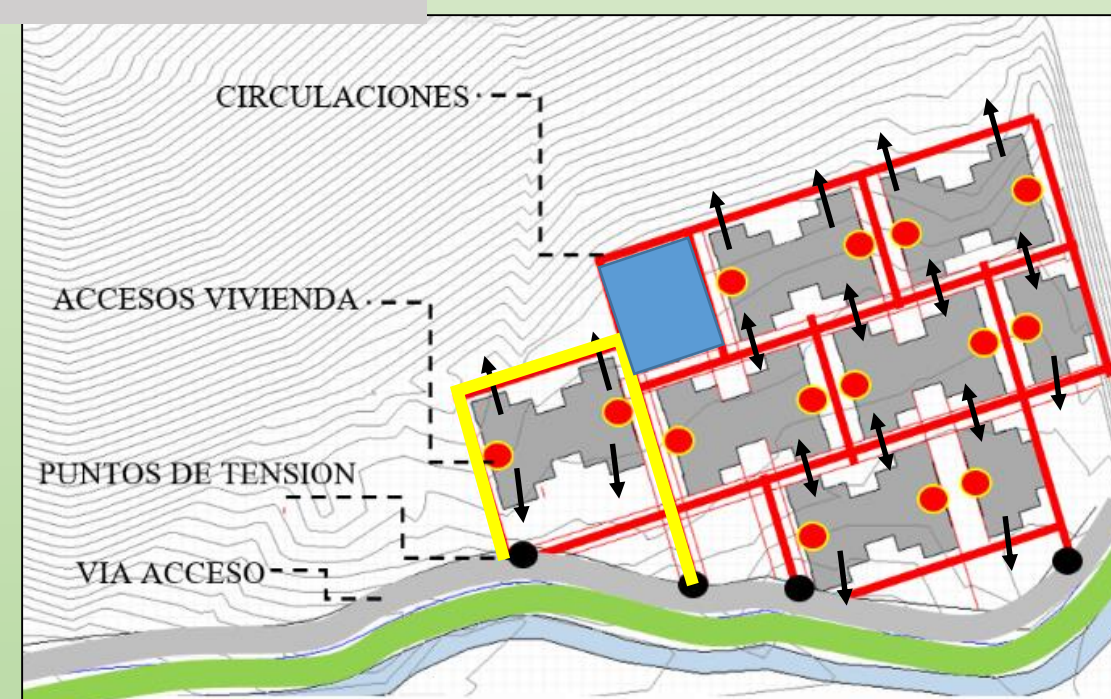 CIRCULACIONES
ACCESOS VIVIENDA
PUNTOS DE TENSION
VIA ACCESO